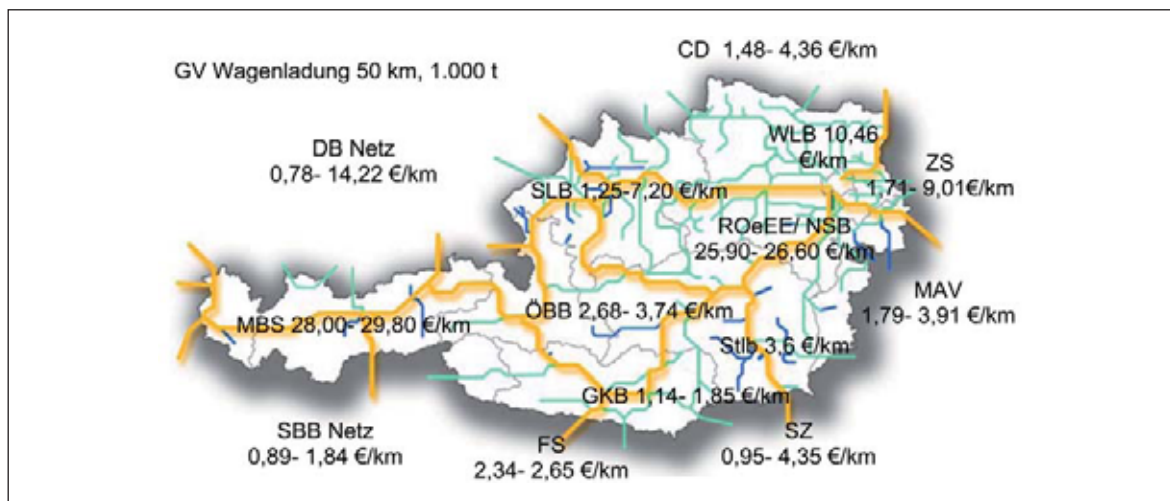 CD 1,48- 4,36 €/km
GV Wagenladung 50 km, 1.000 t
DB Netz
0,78- 14,22 €/km
WLB 10,46
€/km
ZS
1,71- 9,01€/km
SLB 1,25-7,20 €/km
ROeEE/ NSB
25,90- 26,60 €/km
MAV
1,79- 3,91 €/km
ÖBB 2,68- 3,74 €/km
MBS 28,00- 29,80 €/km
Stlb 3,6 €/km
GKB 1,14- 1,85 €/km
SBB Netz
0,89- 1,84 €/km
FS
2,34- 2,65 €/km
SZ
0,95- 4,35 €/km